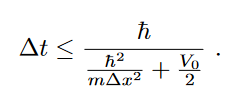 Δt ≤ ℏ / (ℏ² / (mΔx²) + V₀ / 2) .